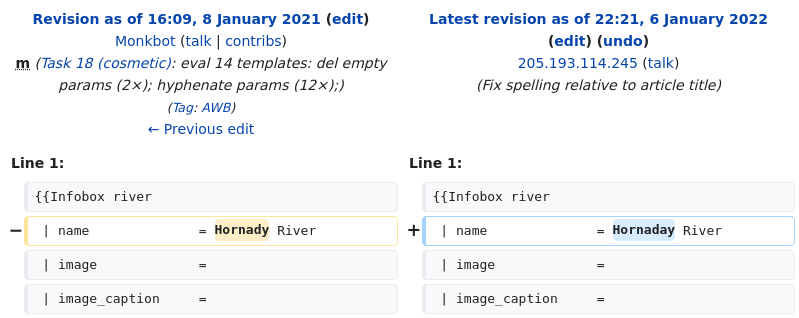 Revision as of 16:09, 8 January 2021 (edit)
Monkbot (talk | contribs)
m (Task 18 (cosmetic): eval 14 templates: del empty
params (2×); hyphenate params (12×);)
(Tag: AWB)
← Previous edit
Latest revision as of 22:21, 6 January 2022
(edit) (undo)
205.193.114.245 (talk)
(Fix spelling relative to article title)
Line 1:
Line 1:
{{Infobox river
{{Infobox river
− | name = Hornady River
+ | name = Hornaday River
| image =
| image =
| image_caption =
| image_caption =